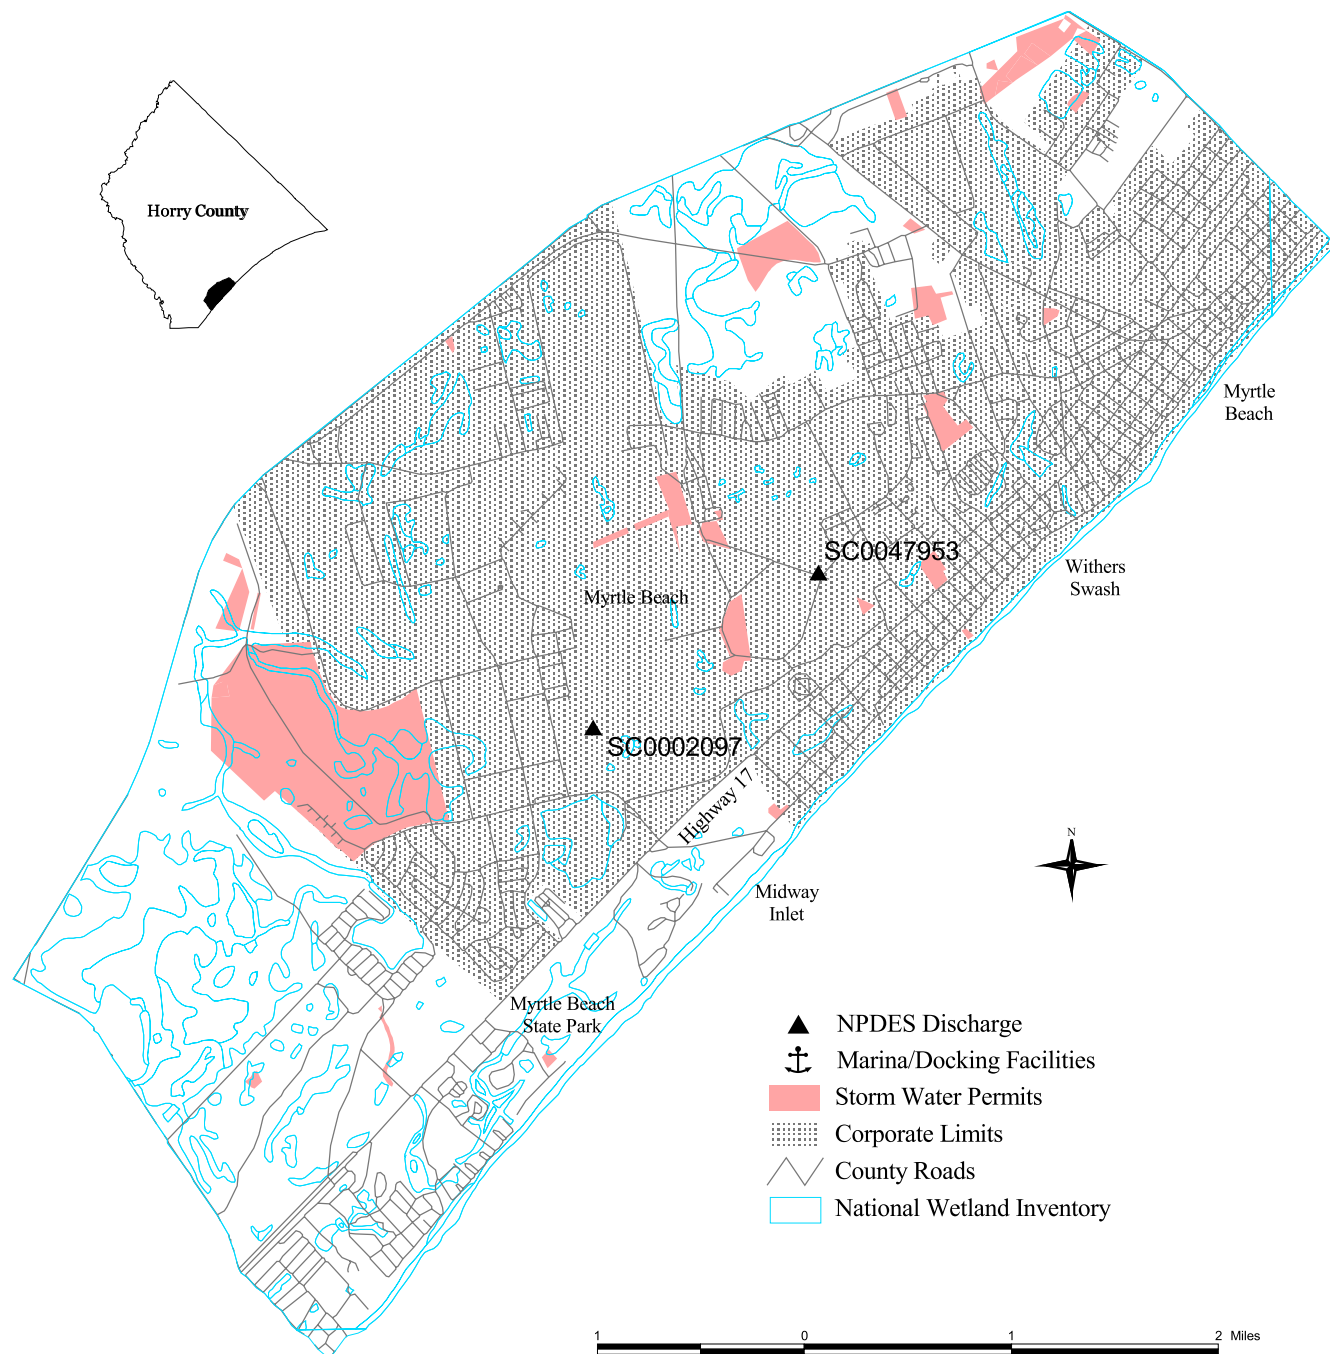 Horry County
Myrtle
Beach
SC0047953
Withers
Swash
Myrtle Beach
SC0002097
Highway 17
N
Midway
Inlet
Myrtle Beach
State Park
NPDES Discharge
Marina/Docking Facilities
Storm Water Permits
Corporate Limits
County Roads
National Wetland Inventory
1 0 1 2 Miles